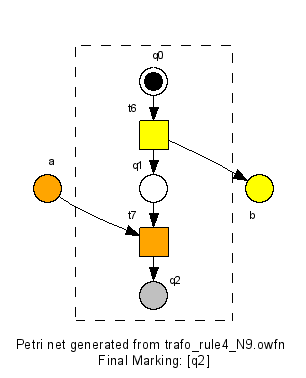 q0
t6
q1
a
b
t7
q2
Petri net generated from trafo_rule4_N9.owfn
Final Marking: [q2]